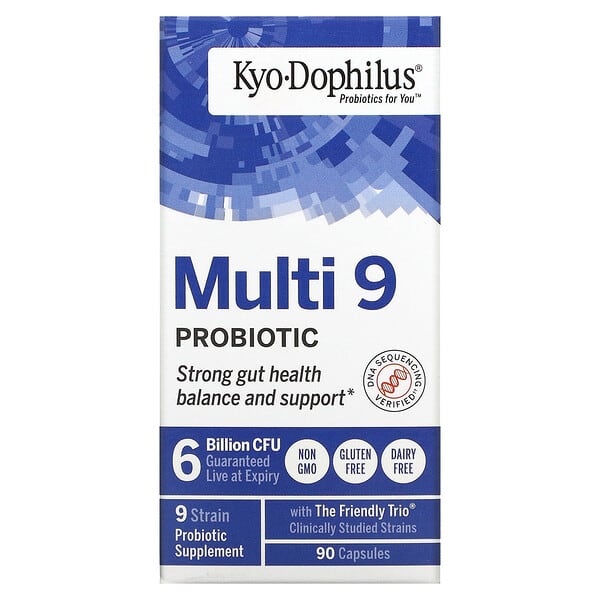 Kyo·Dophilus®
Probiotics for You™
Multi 9
PROBIOTIC
Strong gut health
balance and support*
DNA SEQUENCING
VERIFIED††
6 Billion CFU
Guaranteed
Live at Expiry
NON
GMO
GLUTEN
FREE
DAIRY
FREE
9 Strain
Probiotic
Supplement
with The Friendly Trio®
Clinically Studied Strains
90 Capsules